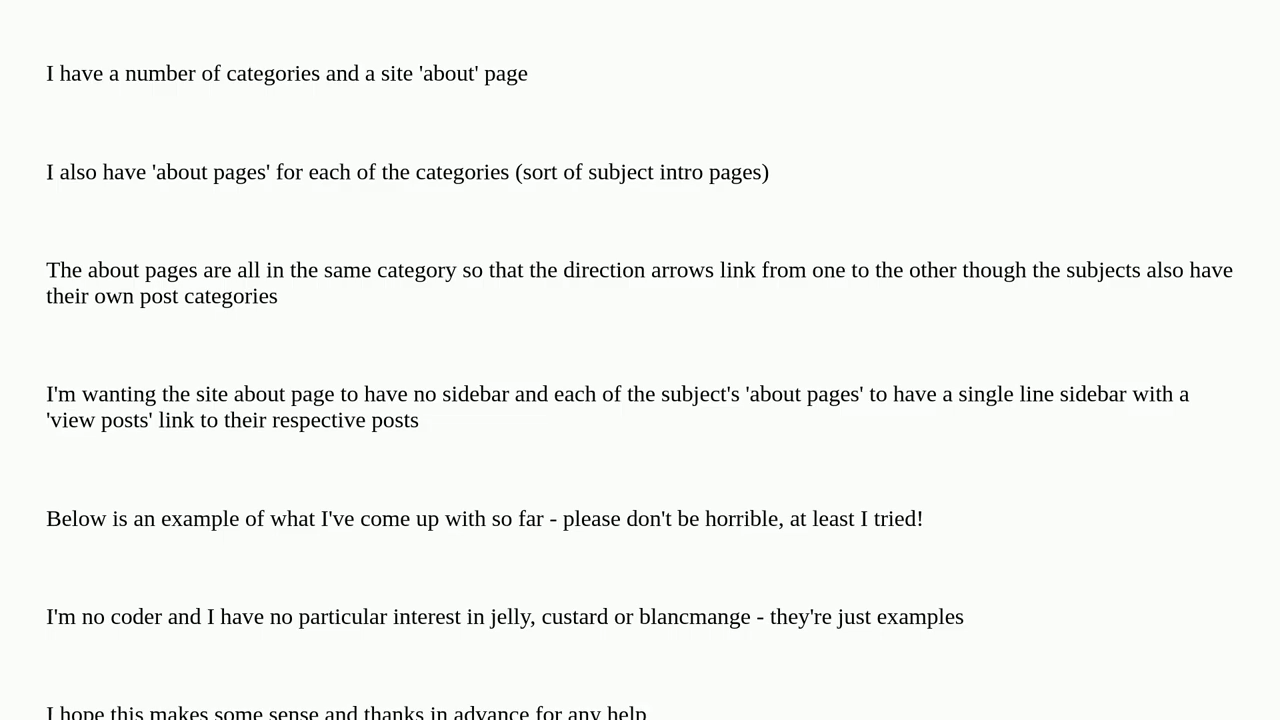 I have a number of categories and a site 'about' page
I also have 'about pages' for each of the categories (sort of subject intro pages)
The about pages are all in the same category so that the direction arrows link from one to the other though the subjects also have
their own post categories
I'm wanting the site about page to have no sidebar and each of the subject's 'about pages' to have a single line sidebar with a
'view posts' link to their respective posts
Below is an example of what I've come up with so far - please don't be horrible, at least I tried!
I'm no coder and I have no particular interest in jelly, custard or blancmange - they're just examples
I hope this makes some sense and thanks in advance for any help